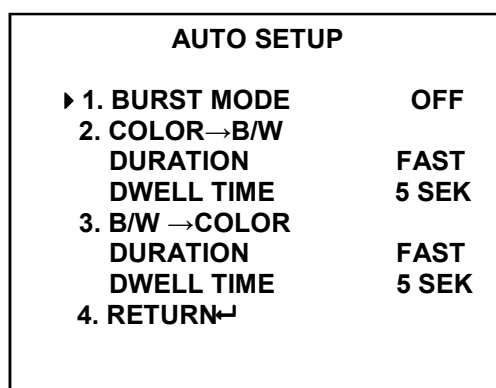 AUTO SETUP
1. BURST MODE OFF
2. COLOR→B/W
DURATION FAST
DWELL TIME 5 SEK
3. B/W →COLOR
DURATION FAST
DWELL TIME 5 SEK
4. RETURN↵